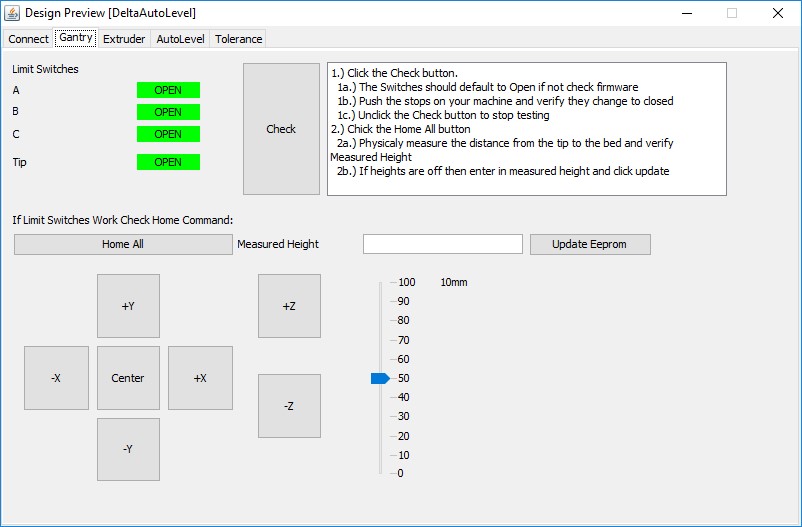 Design Preview [DeltaAutoLevel]
Connect Gantry Extruder AutoLevel Tolerance
Limit Switches
A OPEN
B OPEN
C OPEN
Tip OPEN
Check
1.) Click the Check button.
1a.) The Switches should default to Open if not check firmware
1b.) Push the stops on your machine and verify they change to closed
1c.) Unclick the Check button to stop testing
2.) Chick the Home All button
2a.) Physicaly measure the distance from the tip to the bed and verify
Measured Height
2b.) If heights are off then enter in measured height and click update
If Limit Switches Work Check Home Command:
Home All Measured Height Update Eeprom
+Y
-X Center +X
-Y
+Z
-Z
100 10mm
90
80
70
60
50
40
30
20
10
0